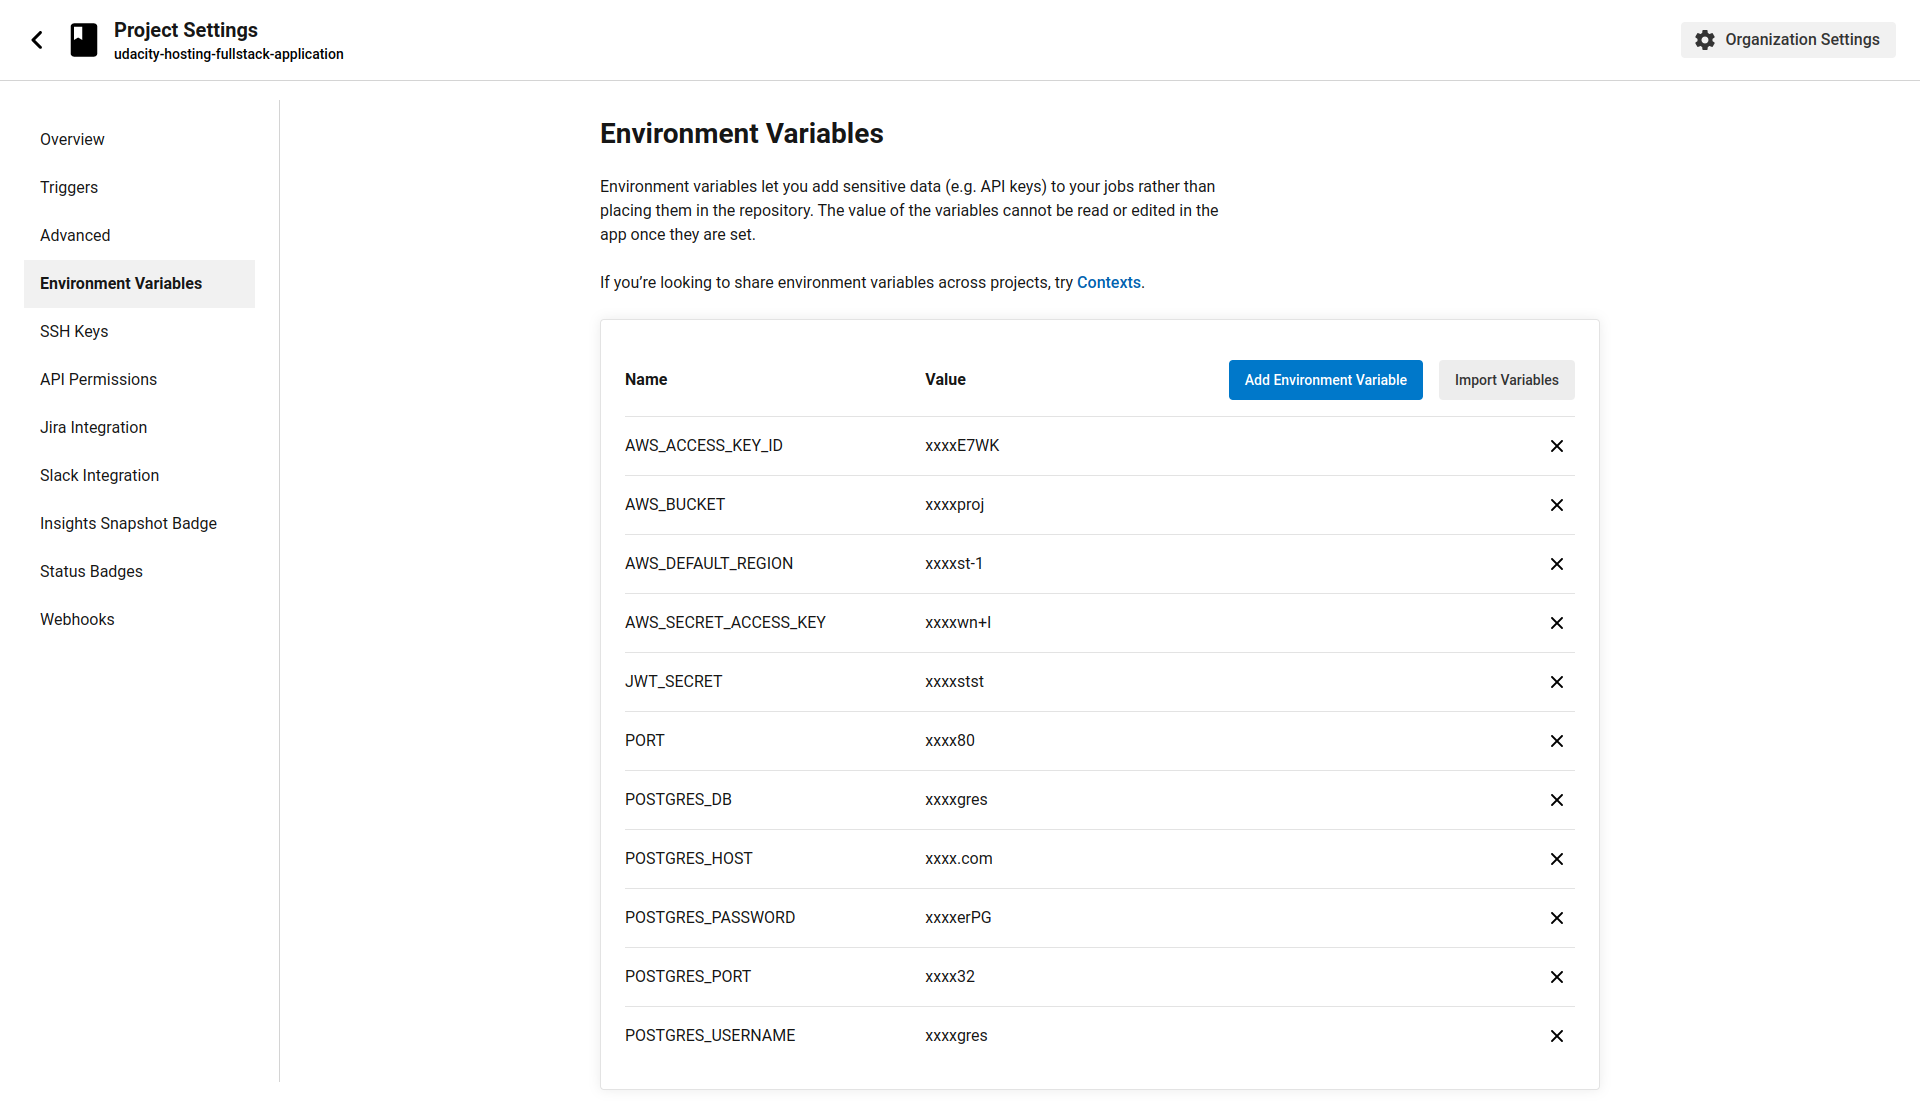 Project Settings
udacity-hosting-fullstack-application
Organization Settings
Overview
Triggers
Advanced
Environment Variables
SSH Keys
API Permissions
Jira Integration
Slack Integration
Insights Snapshot Badge
Status Badges
Webhooks
Environment Variables
Environment variables let you add sensitive data (e.g. API keys) to your jobs rather than
placing them in the repository. The value of the variables cannot be read or edited in the
app once they are set.
If you’re looking to share environment variables across projects, try Contexts.
Name Value Add Environment Variable Import Variables
AWS_ACCESS_KEY_ID xxxxE7WK
AWS_BUCKET xxxxproj
AWS_DEFAULT_REGION xxxxst-1
AWS_SECRET_ACCESS_KEY xxxxwn+l
JWT_SECRET xxxxstst
PORT xxxx80
POSTGRES_DB xxxxgres
POSTGRES_HOST xxxx.com
POSTGRES_PASSWORD xxxxerPG
POSTGRES_PORT xxxx32
POSTGRES_USERNAME xxxxgres